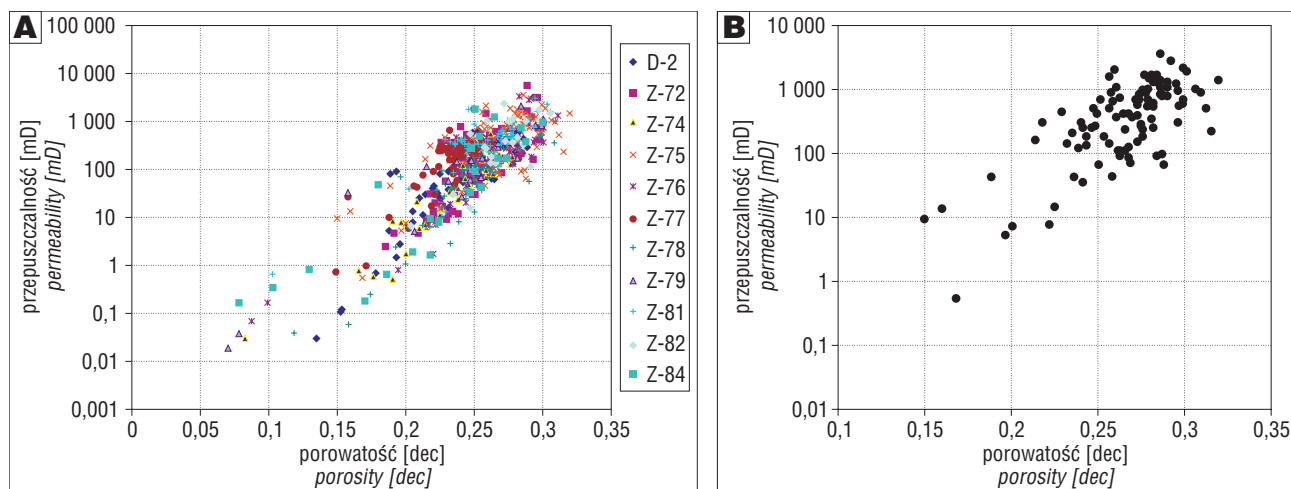 A
100 000
10 000
1 000
100
10
1
0,1
0,01
0,001
przepuszczalność [mD]
permeability [mD]
0 0,05 0,1 0,15 0,2 0,25 0,3 0,35
porowatość [dec]
porosity [dec]
D-2
Z-72
Z-74
Z-75
Z-76
Z-77
Z-78
Z-79
Z-81
Z-82
Z-84
B
10 000
1 000
100
10
1
0,1
0,01
przepuszczalność [mD]
permeability [mD]
0,1 0,15 0,2 0,25 0,3 0,35
porowatość [dec]
porosity [dec]